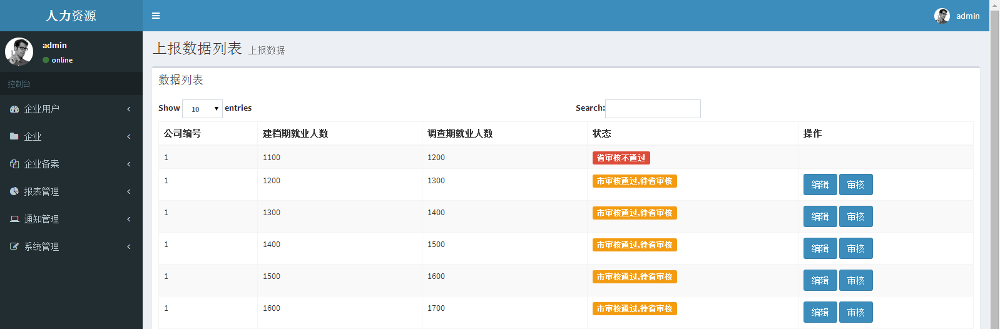 人力资源
admin
admin
online
控制台
企业用户
企业
企业备案
报表管理
通知管理
系统管理
上报数据列表 上报数据
数据列表
Show 10 entries
Search:
公司编号 建档期就业人数 调查期就业人数 状态 操作
1 1100 1200 省审核不通过
1 1200 1300 市审核通过,待省审核 编辑 审核
1 1300 1400 市审核通过,待省审核 编辑 审核
1 1400 1500 市审核通过,待省审核 编辑 审核
1 1500 1600 市审核通过,待省审核 编辑 审核
1 1600 1700 市审核通过,待省审核 编辑 审核